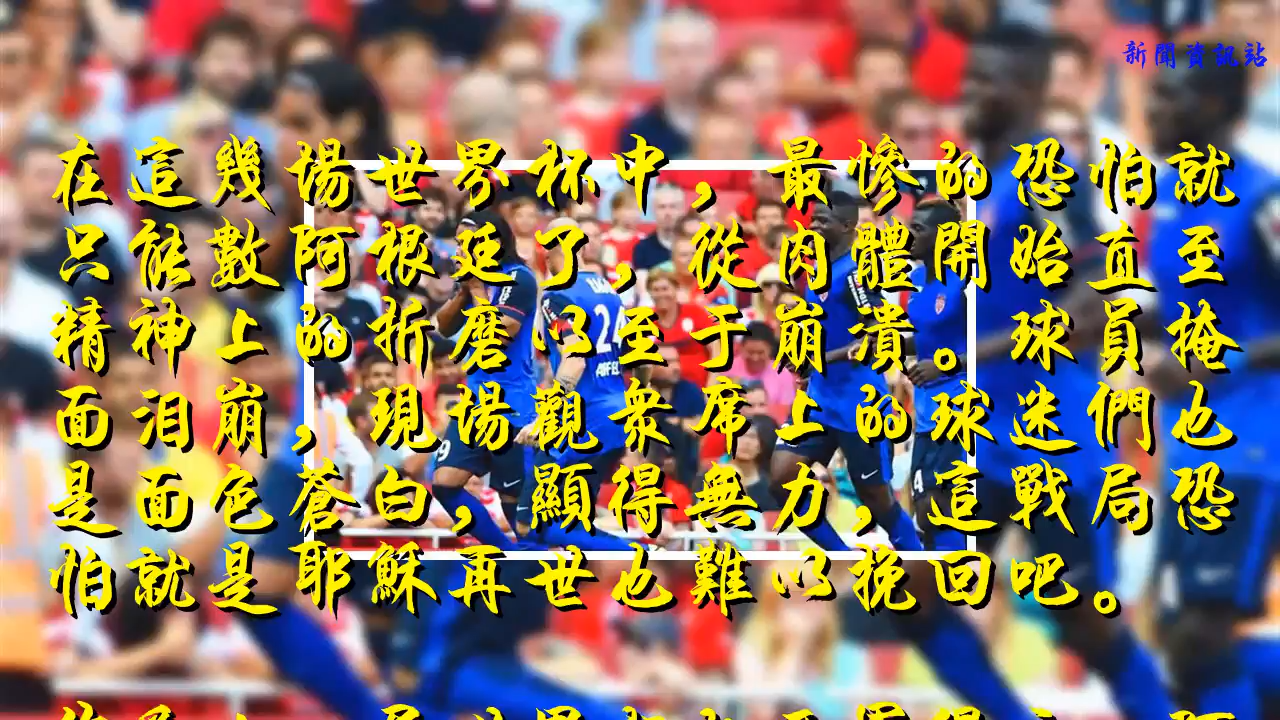 新聞資訊站
在這幾場世界杯中，最慘的恐怕就
只能數阿根廷了，從肉體開始直至
精神上的折磨以至于崩潰。球員掩
面泪崩，現場觀衆席上的球迷們也
是面色蒼白，顯得無力，這戰局恐
怕就是耶穌再世也難以挽回吧。
24
9
4